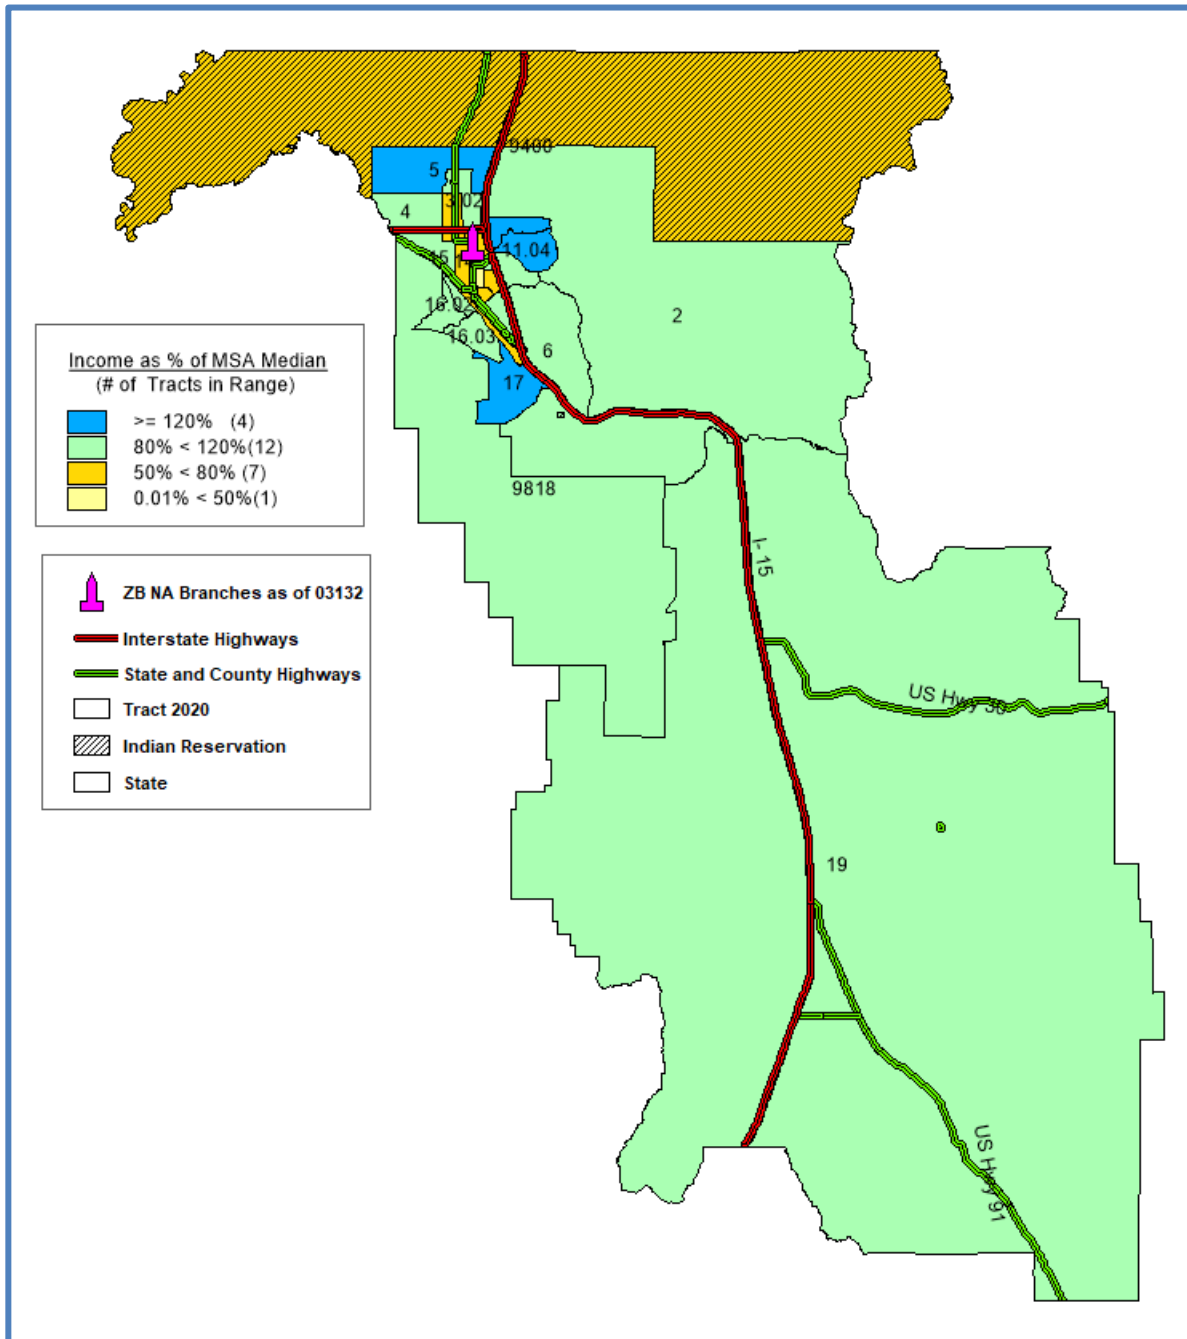 9400
5
3.02
4
11.04
15
16.02
16.03
2
6
17
Income as % of MSA Median
(# of Tracts in Range)
>= 120% (4)
80% < 120%(12)
50% < 80% (7)
0.01% < 50%(1)
9818
I- 15
ZB NA Branches as of 03132
Interstate Highways
State and County Highways
Tract 2020
Indian Reservation
State
US Hwy 30
19
US Hwy 91